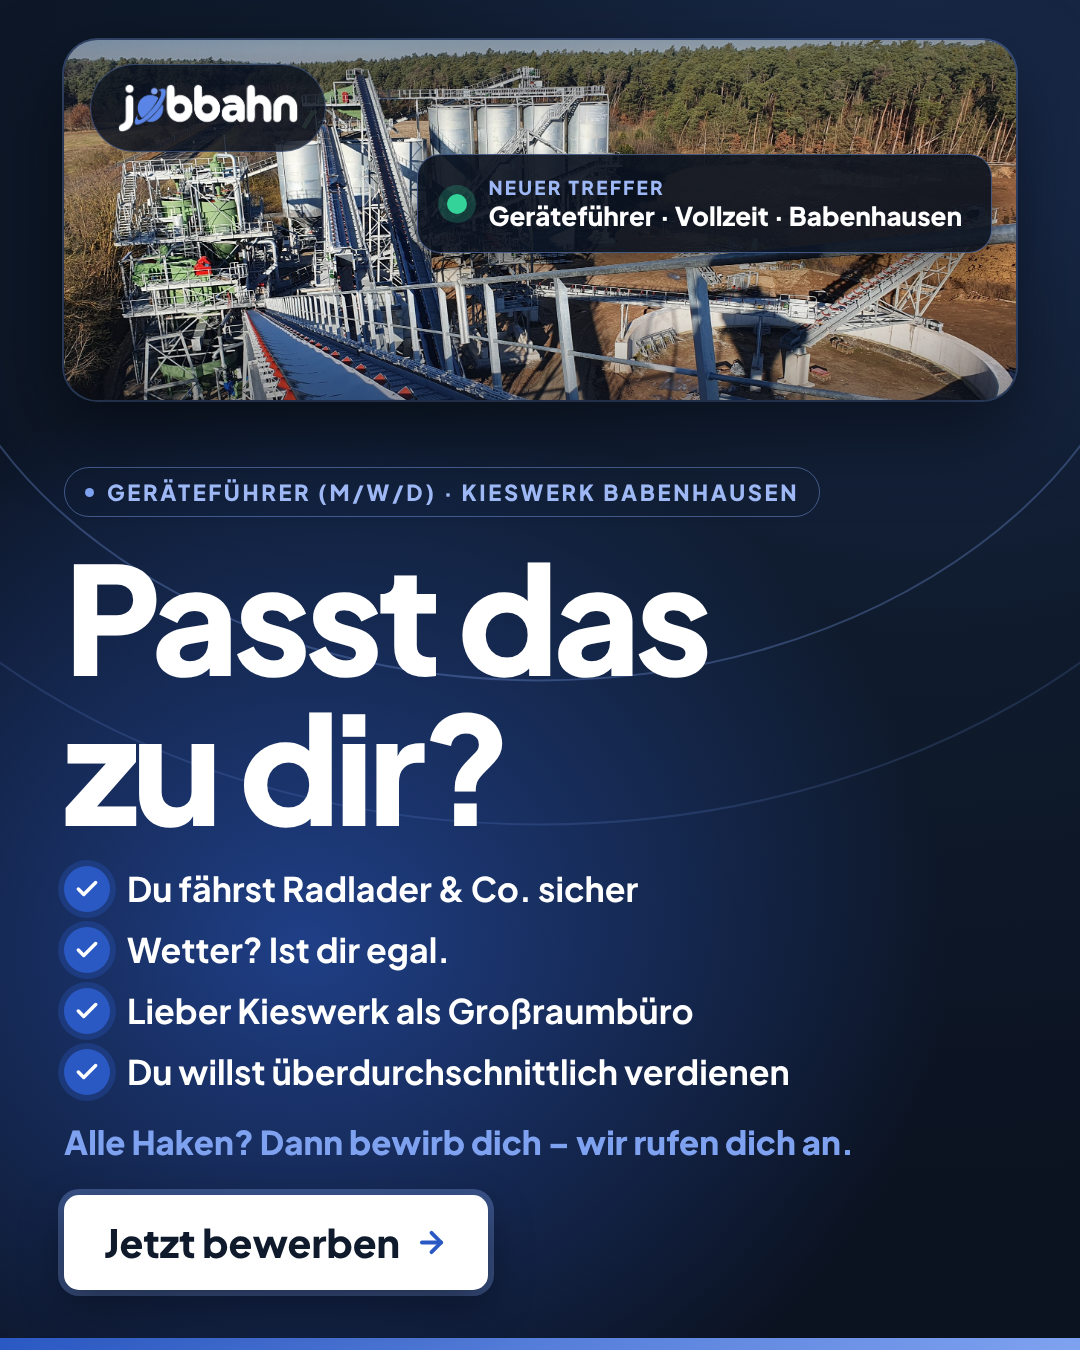 jobbahn
NEUER TREFFER
Geräteführer · Vollzeit · Babenhausen
GERÄTEFÜHRER (M/W/D) · KIESWERK BABENHAUSEN
Passt das
zu dir?
Du fährst Radlader & Co. sicher
Wetter? Ist dir egal.
Lieber Kieswerk als Großraumbüro
Du willst überdurchschnittlich verdienen
Alle Haken? Dann bewirb dich – wir rufen dich an.
Jetzt bewerben →